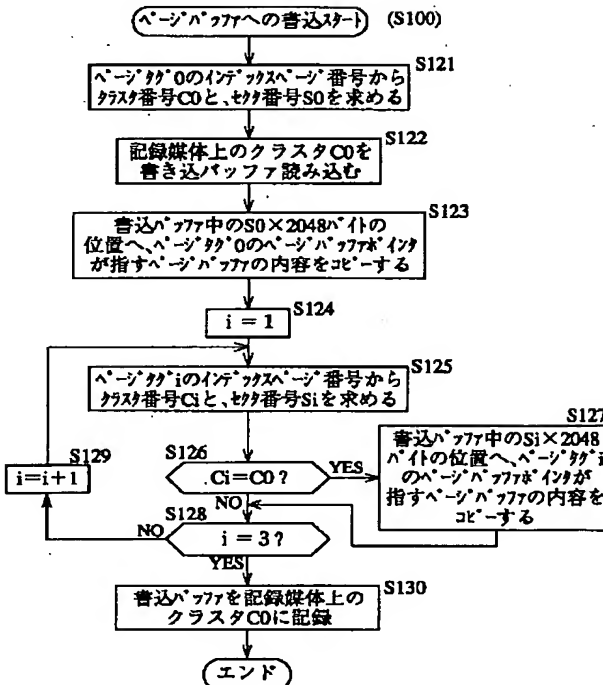 ページバッファへの書込スタート
(S100)
S121
ページタグ0のインデックスページ番号から
クラスタ番号C0と、セクタ番号S0を求める
S122
記録媒体上のクラスタC0を
書き込バッファ読み込む
S123
書込バッファ中のS0×2048バイトの
位置へ、ページタグ0のページバッファポインタ
が指すページバッファの内容をコピーする
S124
i = 1
S125
ページタグiのインデックスページ番号から
クラスタ番号Ciと、セクタ番号Siを求める
S126
Ci=C0?
YES
NO
S127
書込バッファ中のSi×2048
バイトの位置へ、ページタグi
のページバッファポインタが
指すページバッファの内容を
コピーする
S129
i=i+1
S128
i = 3?
NO
YES
S130
書込バッファを記録媒体上の
クラスタC0に記録
エンド